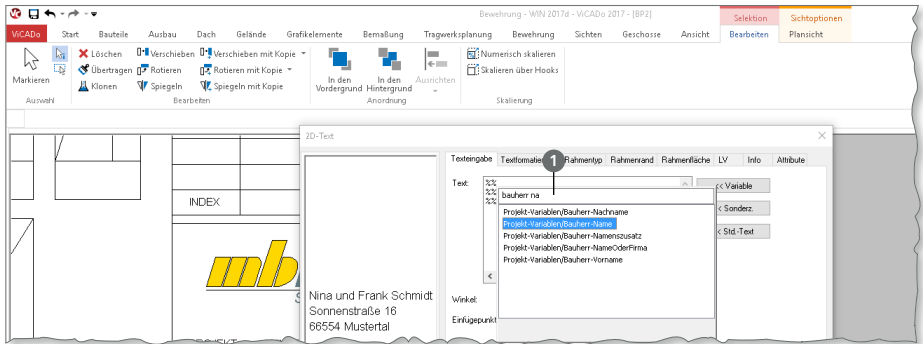 Bewehrung - WIN 2017d - ViCADo 2017 - [BP2]
Selektion Sichtoptionen
ViCADo Start Bauteile Ausbau Dach Gelände Grafikelemente Bemaßung Tragwerksplanung Bewehrung Sichten Geschosse Ansicht Bearbeiten Plansicht
Markieren
Löschen Verschieben Verschieben mit Kopie
Übertragen Rotieren Rotieren mit Kopie
Klonen Spiegeln Spiegeln mit Kopie
In den Vordergrund
In den Hintergrund
Ausrichten
Numerisch skalieren
Skalieren über Hooks
Auswahl Bearbeiten Anordnung Skalierung
2D-Text
Texteingabe Rahmentyp Rahmenrand Rahmenfläche LV Info Attribute
1
Text: %%
%%
%%
<< Variable
< Sonderz.
< Std.-Text
bauherr na
Projekt-Variablen/Bauherr-Nachname
Projekt-Variablen/Bauherr-Name
Projekt-Variablen/Bauherr-Namenszusatz
Projekt-Variablen/Bauherr-NameOderFirma
Projekt-Variablen/Bauherr-Vorname
Winkel:
Einfügepunkt
INDEX
mb
Nina und Frank Schmidt
Sonnenstraße 16
66554 Mustertal